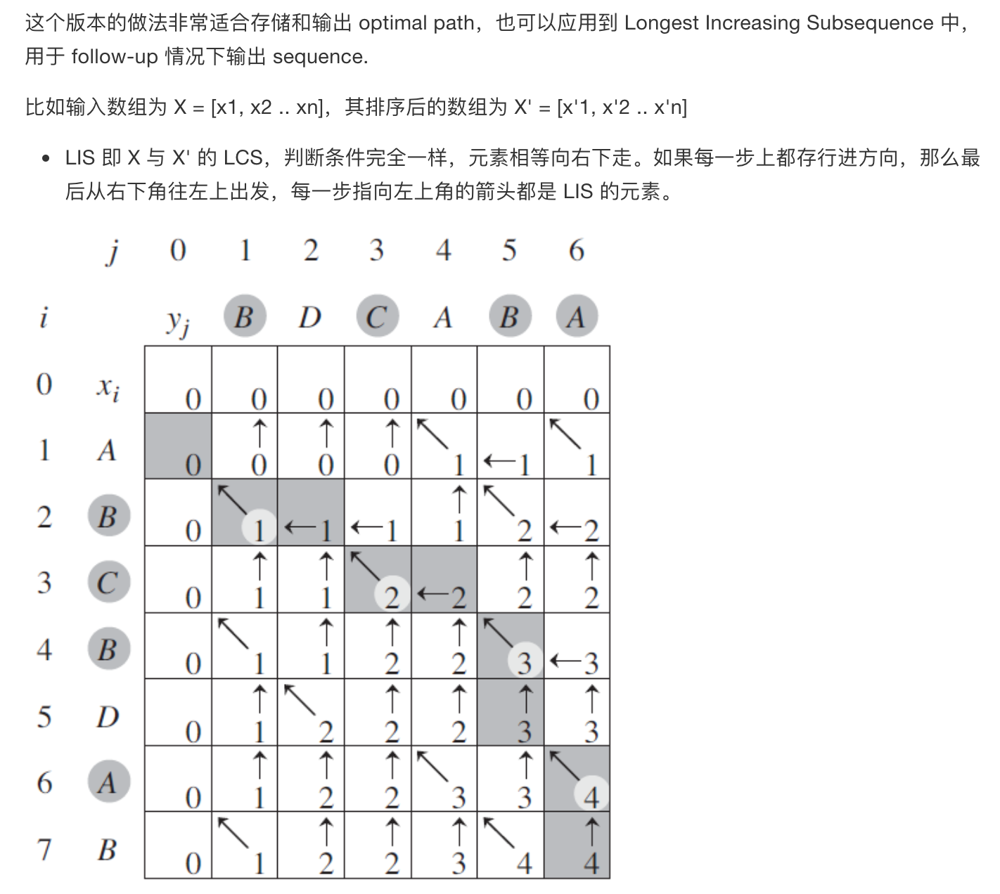 这个版本的做法非常适合存储和输出 optimal path，也可以应用到 Longest Increasing Subsequence 中，
用于 follow-up 情况下输出 sequence.
比如输入数组为 X = [x1, x2 .. xn]，其排序后的数组为 X' = [x'1, x'2 .. x'n]
• LIS 即 X 与 X' 的 LCS，判断条件完全一样，元素相等向右下走。如果每一步上都存行进方向，那么最
后从右下角往左上出发，每一步指向左上角的箭头都是 LIS 的元素。
j 0 1 2 3 4 5 6
i yj B D C A B A
0 xi 0 0 0 0 0 0 0
1 A 0 ↑0 ↑0 ↑0 ↖1 ←1 ↖1
2 B 0 ↖1 ←1 ←1 ↑1 ↖2 ←2
3 C 0 ↑1 ↑1 ↖2 ←2 ↑2 ↑2
4 B 0 ↖1 ↑1 ↑2 ↑2 ↖3 ←3
5 D 0 ↑1 ↖2 ↑2 ↑2 ↑3 ↑3
6 A 0 ↑1 ↑2 ↑2 ↖3 ↑3 ↖4
7 B 0 ↖1 ↑2 ↑2 ↑3 ↖4 ↑4